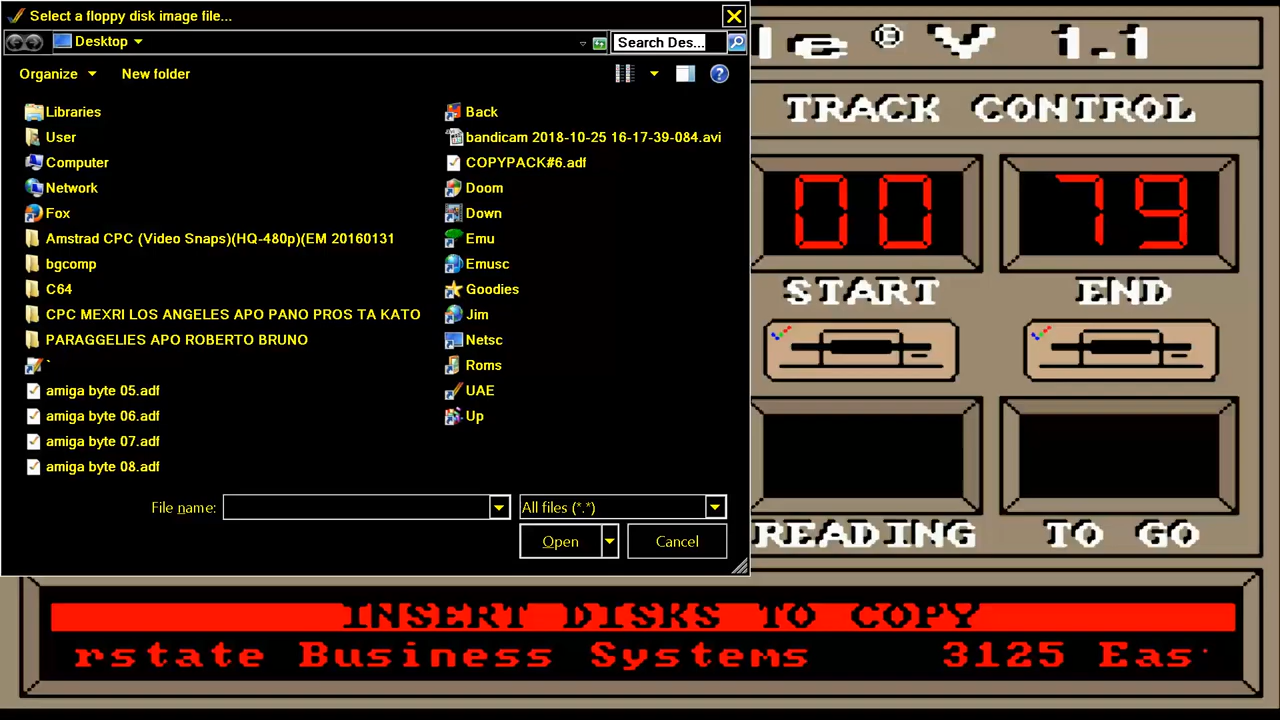 Select a floppy disk image file...
Desktop
Search Des...
Organize
New folder
Libraries
User
Computer
Network
Fox
Amstrad CPC (Video Snaps)(HQ-480p)(EM 20160131
bgcomp
C64
CPC MEXRI LOS ANGELES APO PANO PROS TA KATO
PARAGGELIES APO ROBERTO BRUNO
`
amiga byte 05.adf
amiga byte 06.adf
amiga byte 07.adf
amiga byte 08.adf
Back
bandicam 2018-10-25 16-17-39-084.avi
COPYPACK#6.adf
Doom
Down
Emu
Emusc
Goodies
Jim
Netsc
Roms
UAE
Up
File name:
All files (*.*)
Open
Cancel
le ® V 1.1
TRACK CONTROL
00 79
START END
READING TO GO
INSERT DISKS TO COPY
rstate Business Systems 3125 Eas